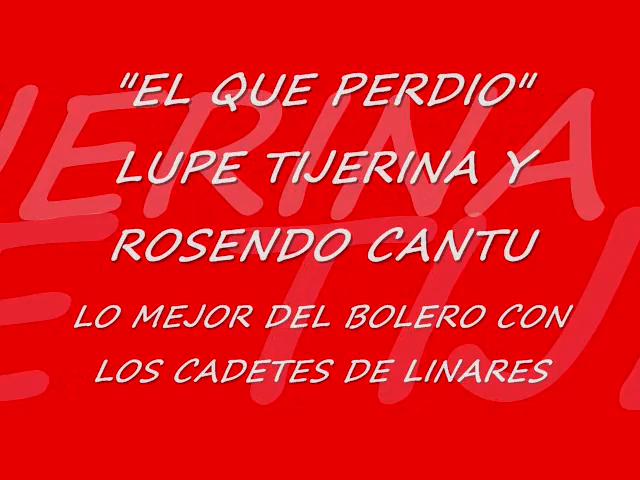 "EL QUE PERDIO"
LUPE TIJERINA Y
ROSENDO CANTU
LO MEJOR DEL BOLERO CON
LOS CADETES DE LINARES